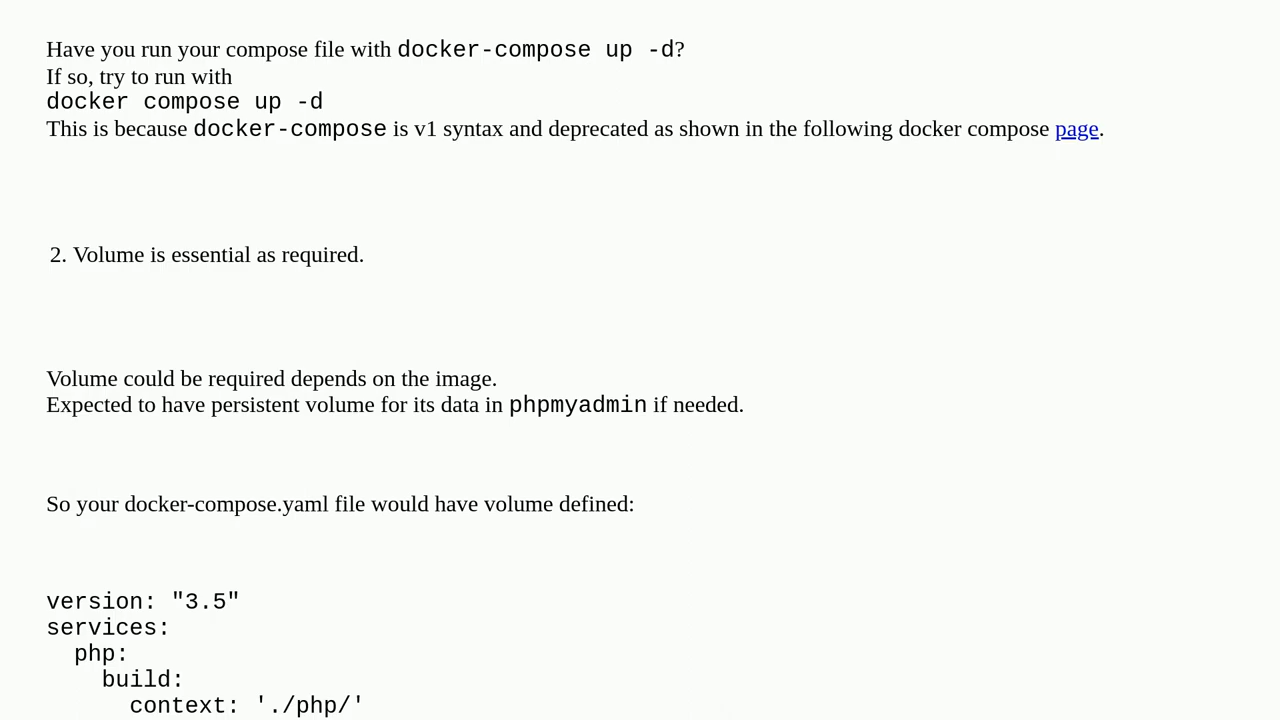 Have you run your compose file with docker-compose up -d?
If so, try to run with
docker compose up -d
This is because docker-compose is v1 syntax and deprecated as shown in the following docker compose page.
2. Volume is essential as required.
Volume could be required depends on the image.
Expected to have persistent volume for its data in phpmyadmin if needed.
So your docker-compose.yaml file would have volume defined:
version: "3.5"
services:
  php:
    build:
      context: './php/'